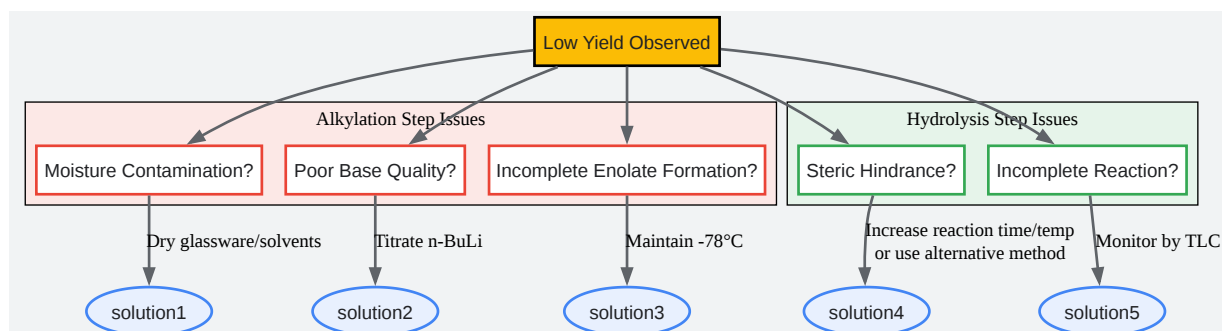 Low Yield Observed
Alkylation Step Issues
Hydrolysis Step Issues
Moisture Contamination?
Poor Base Quality?
Incomplete Enolate Formation?
Steric Hindrance?
Incomplete Reaction?
Dry glassware/solvents
Titrate n-BuLi
Maintain -78°C
Increase reaction time/temp
or use alternative method
Monitor by TLC
solution1
solution2
solution3
solution4
solution5